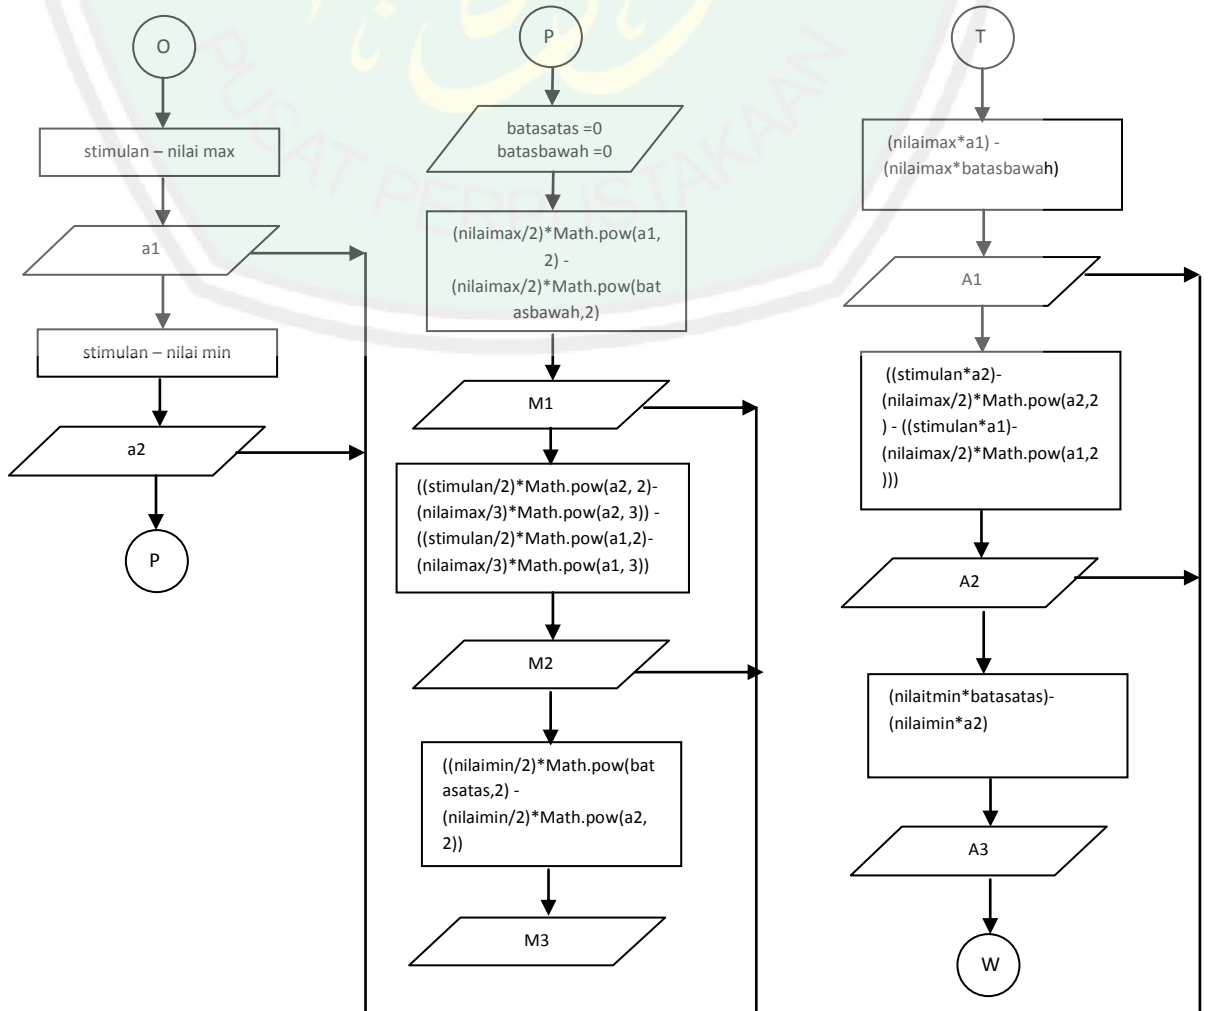 O
stimulan – nilai max
a1
stimulan – nilai min
a2
P
P
batasatas =0
batasbawah =0
(nilaimax/2)*Math.pow(a1,
2) -
(nilaimax/2)*Math.pow(bat
asbawah,2)
M1
((stimulan/2)*Math.pow(a2, 2)-
(nilaimax/3)*Math.pow(a2, 3)) -
((stimulan/2)*Math.pow(a1,2)-
(nilaimax/3)*Math.pow(a1, 3))
M2
((nilaimin/2)*Math.pow(bat
asatas,2) -
(nilaimin/2)*Math.pow(a2,
2))
M3
T
(nilaimax*a1) -
(nilaimax*batasbawah)
A1
((stimulan*a2)-
(nilaimax/2)*Math.pow(a2,2
) - ((stimulan*a1)-
(nilaimax/2)*Math.pow(a1,2
)))
A2
(nilaitmin*batasatas)-
(nilaimin*a2)
A3
W
PUSAT PERPUSTAKAAN